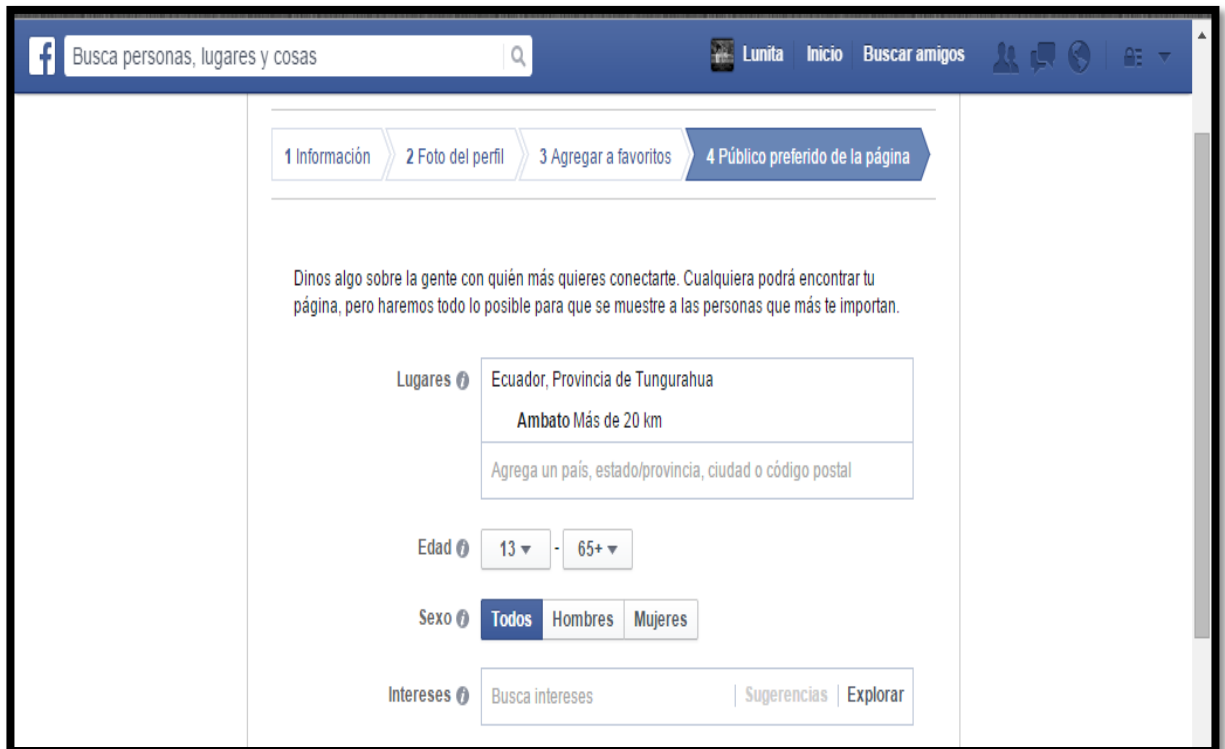 f Busca personas, lugares y cosas Lunita Inicio Buscar amigos
1 Información 2 Foto del perfil 3 Agregar a favoritos 4 Público preferido de la página
Dinos algo sobre la gente con quién más quieres conectarte. Cualquiera podrá encontrar tu
página, pero haremos todo lo posible para que se muestre a las personas que más te importan.
Lugares i Ecuador, Provincia de Tungurahua
Ambato Más de 20 km
Agrega un país, estado/provincia, ciudad o código postal
Edad i 13 - 65+
Sexo i Todos Hombres Mujeres
Intereses i Busca intereses Sugerencias Explorar